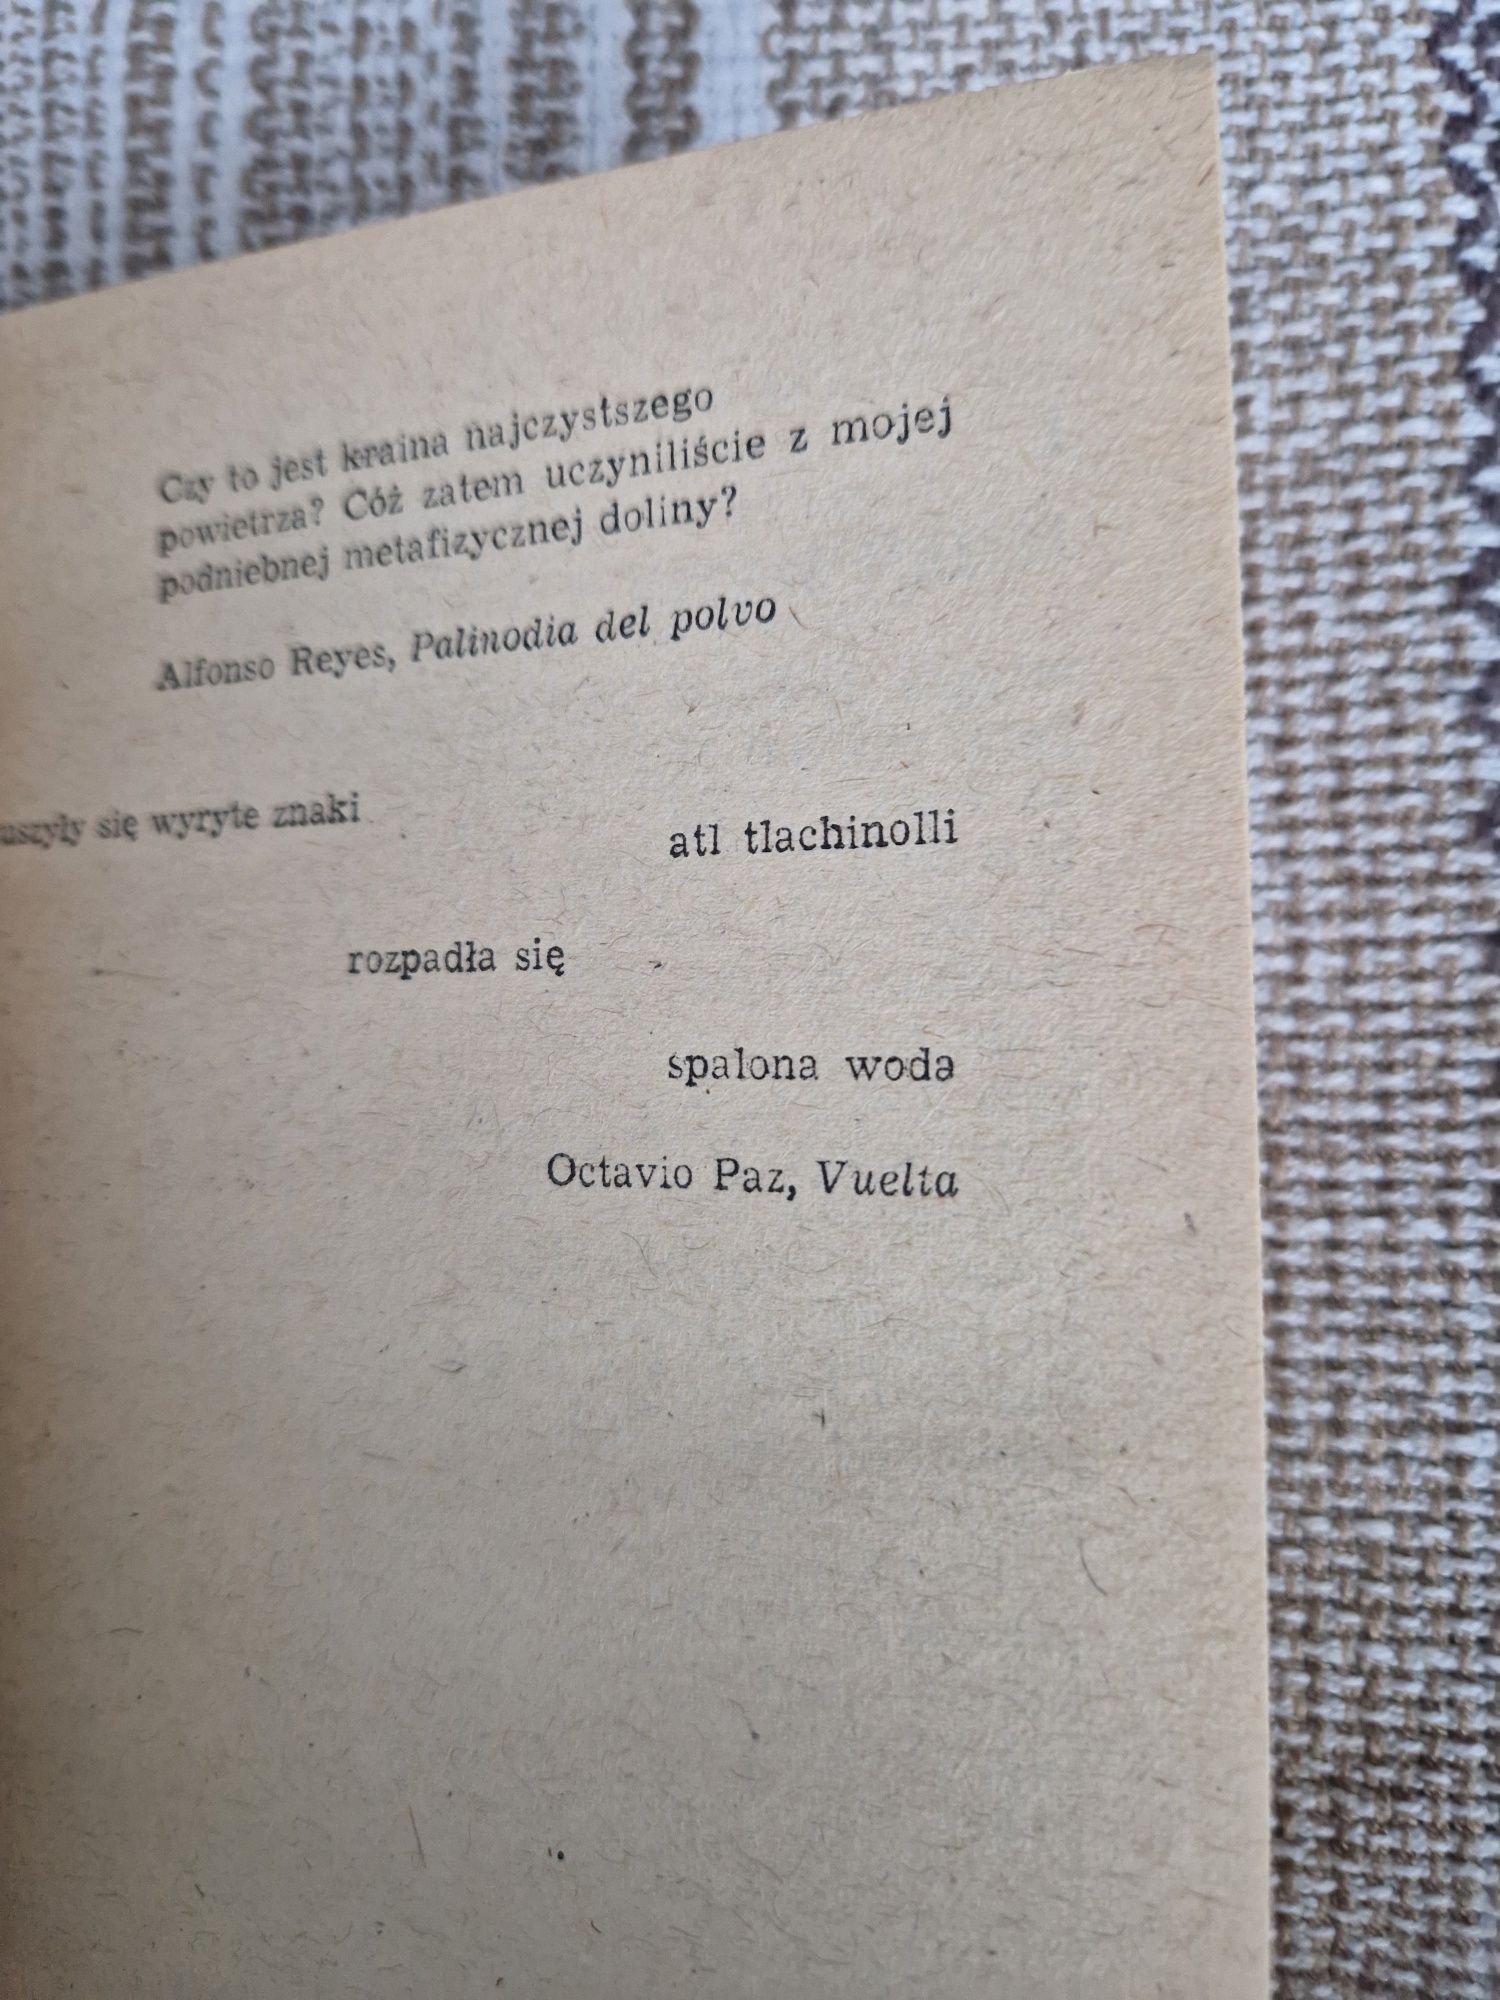 Czy to jest kraina najczystszego
powietrza? Cóż zatem uczyniliście z mojej
podniebnej metafizycznej doliny?
Alfonso Reyes, Palinodia del polvo
się wyryte znaki
atl tlachinolli
rozpadła się
spalona woda
Octavio Paz, Vuelta